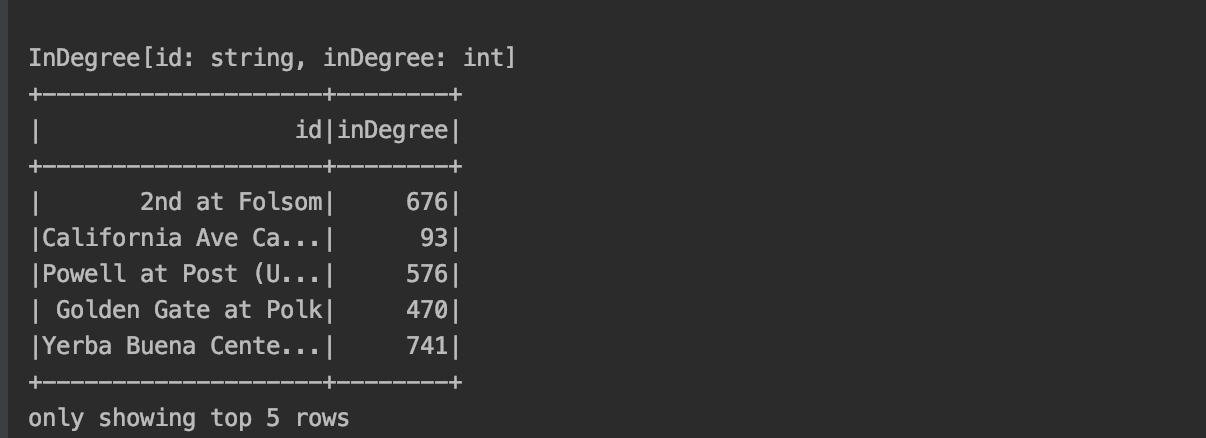 InDegree[id: string, inDegree: int]
+--------------------+--------+
|                  id|inDegree|
+--------------------+--------+
|       2nd at Folsom|     676|
|California Ave Ca...|      93|
|Powell at Post (U...|     576|
| Golden Gate at Polk|     470|
|Yerba Buena Cente...|     741|
+--------------------+--------+
only showing top 5 rows